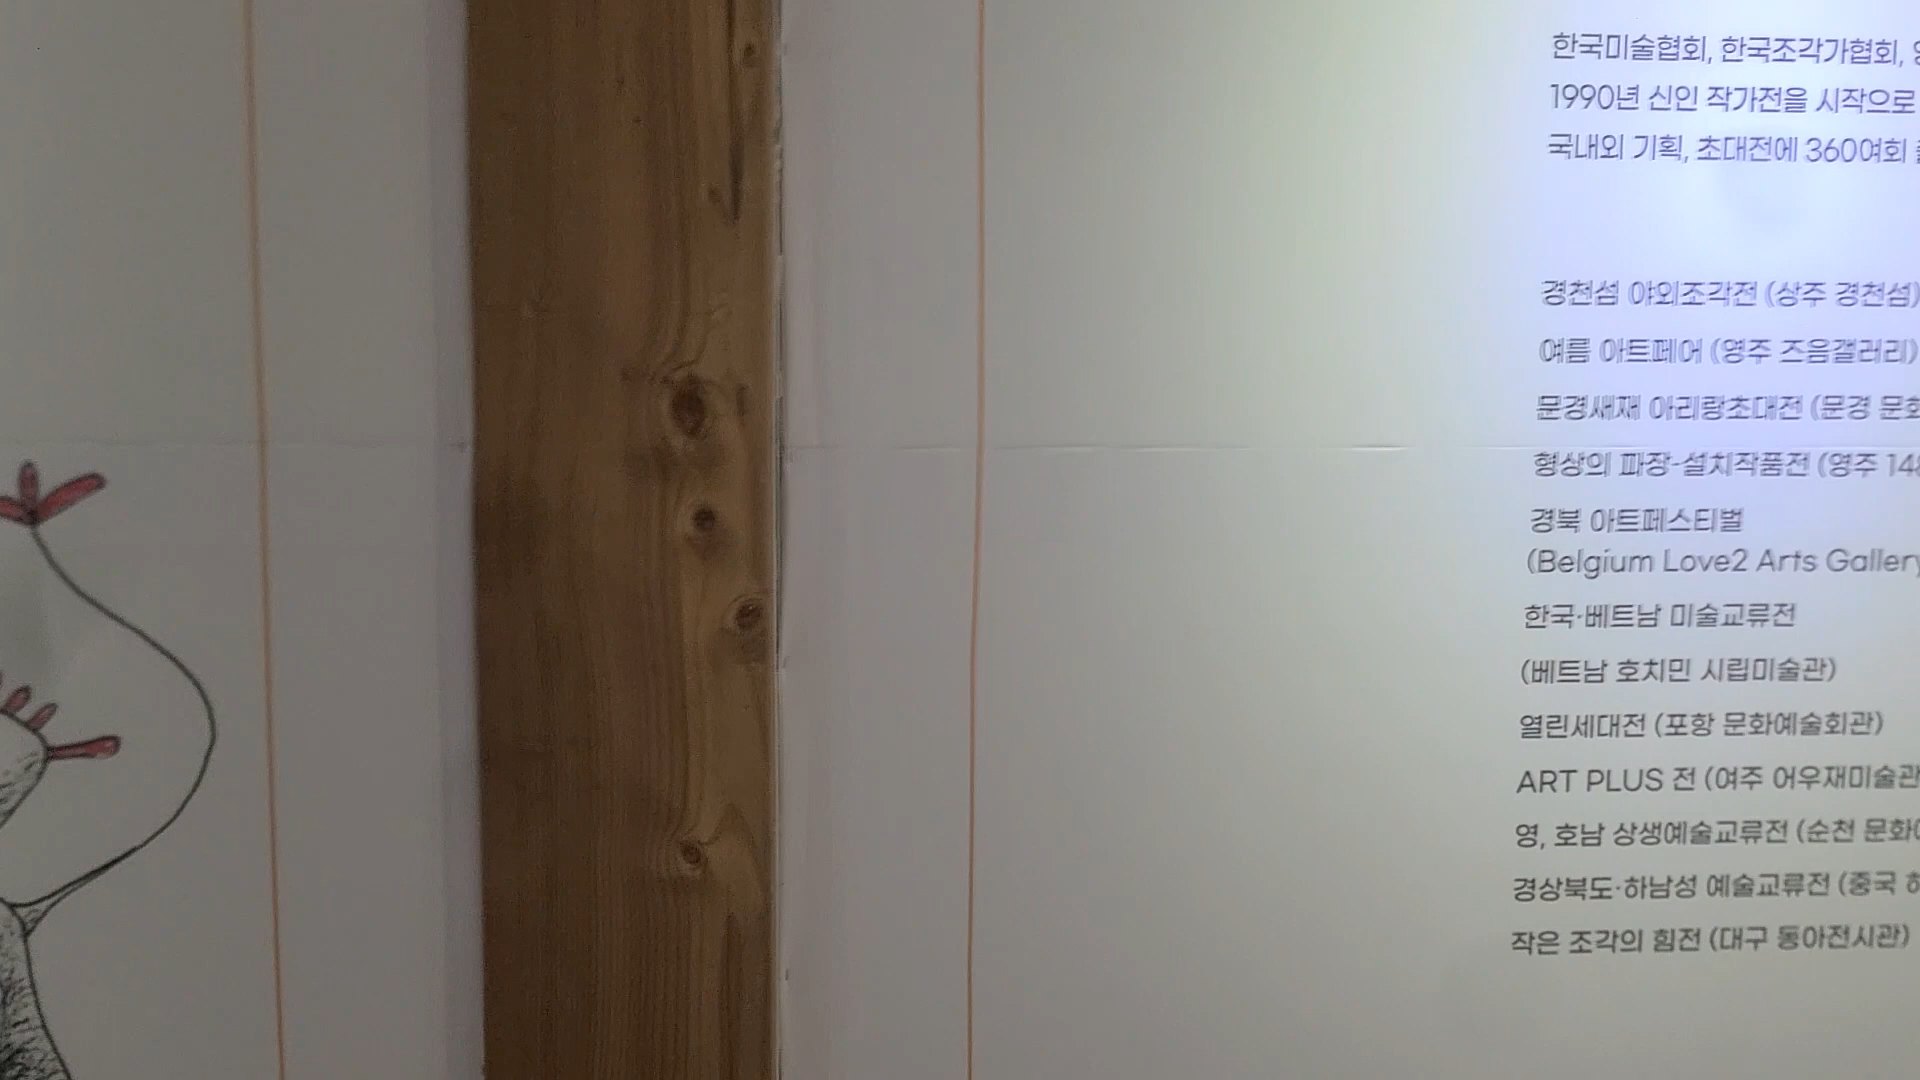 한국미술협회, 한국조각가협회,
1990년 신인 작가전을 시작으로
국내외 기획, 초대전에 360여회
경천섬 야외조각전 (상주 경천섬)
여름 아트페어 (영주 즈음갤러리)
문경새재 아리랑초대전 (문경 문화
형상의 파장-설치작품전 (영주 148
경북 아트페스티벌
(Belgium Love2 Arts Gallery
한국·베트남 미술교류전
(베트남 호치민 시립미술관)
열린세대전 (포항 문화예술회관)
ART PLUS 전 (여주 어우재미술관
영, 호남 상생예술교류전 (순천 문화
경상북도·하남성 예술교류전 (중국
작은 조각의 힘전 (대구 동아전시관)